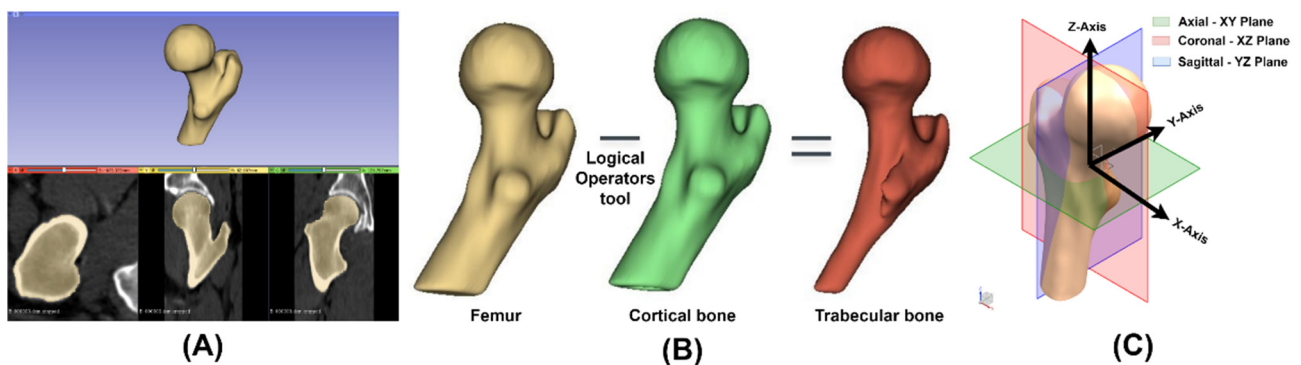 Femur
Logical
Operators
tool
Cortical bone
Trabecular bone
Z-Axis
Y-Axis
X-Axis
Axial - XY Plane
Coronal - XZ Plane
Sagittal - YZ Plane
(A)
(B)
(C)